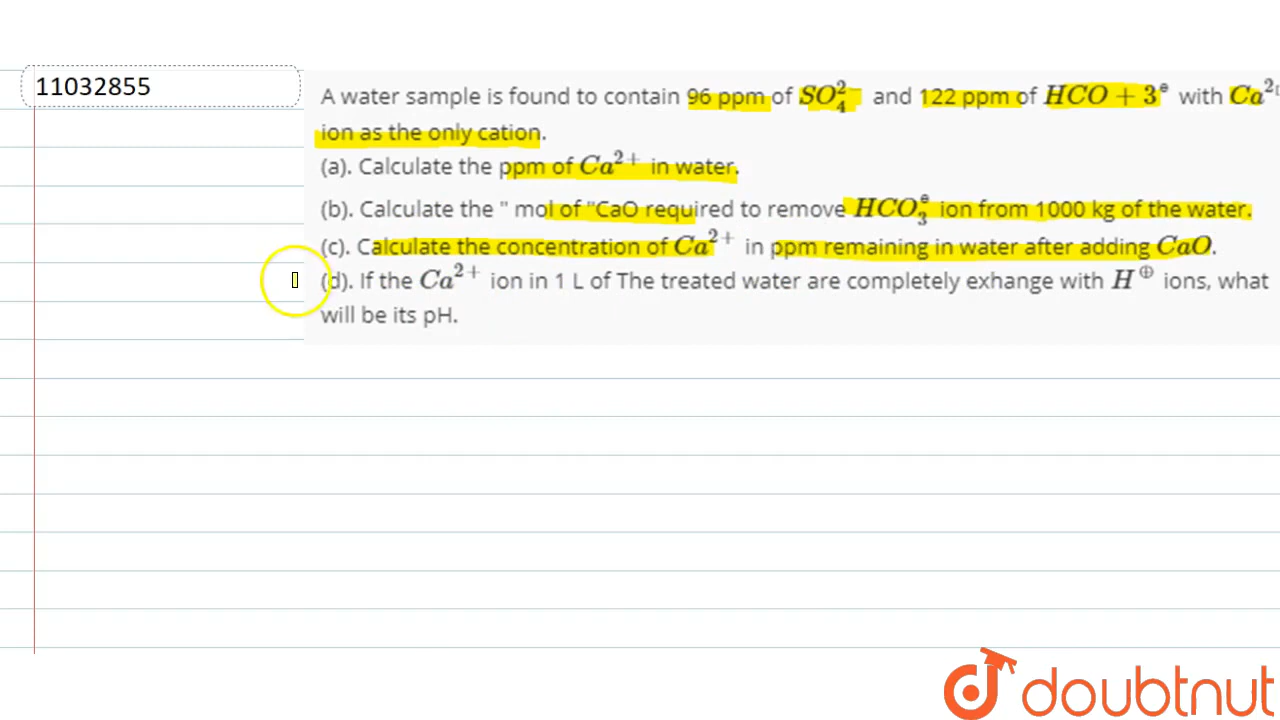 11032855
A water sample is found to contain 96 ppm of SO₄²⁻ and 122 ppm of HCO + 3ᵉ with Ca²
ion as the only cation.
(a). Calculate the ppm of Ca²⁺ in water.
(b). Calculate the " mol of "CaO required to remove HCO₃ᵉ ion from 1000 kg of the water.
(c). Calculate the concentration of Ca²⁺ in ppm remaining in water after adding CaO.
(d). If the Ca²⁺ ion in 1 L of The treated water are completely exhange with H⊕ ions, what
will be its pH.
doubtnut